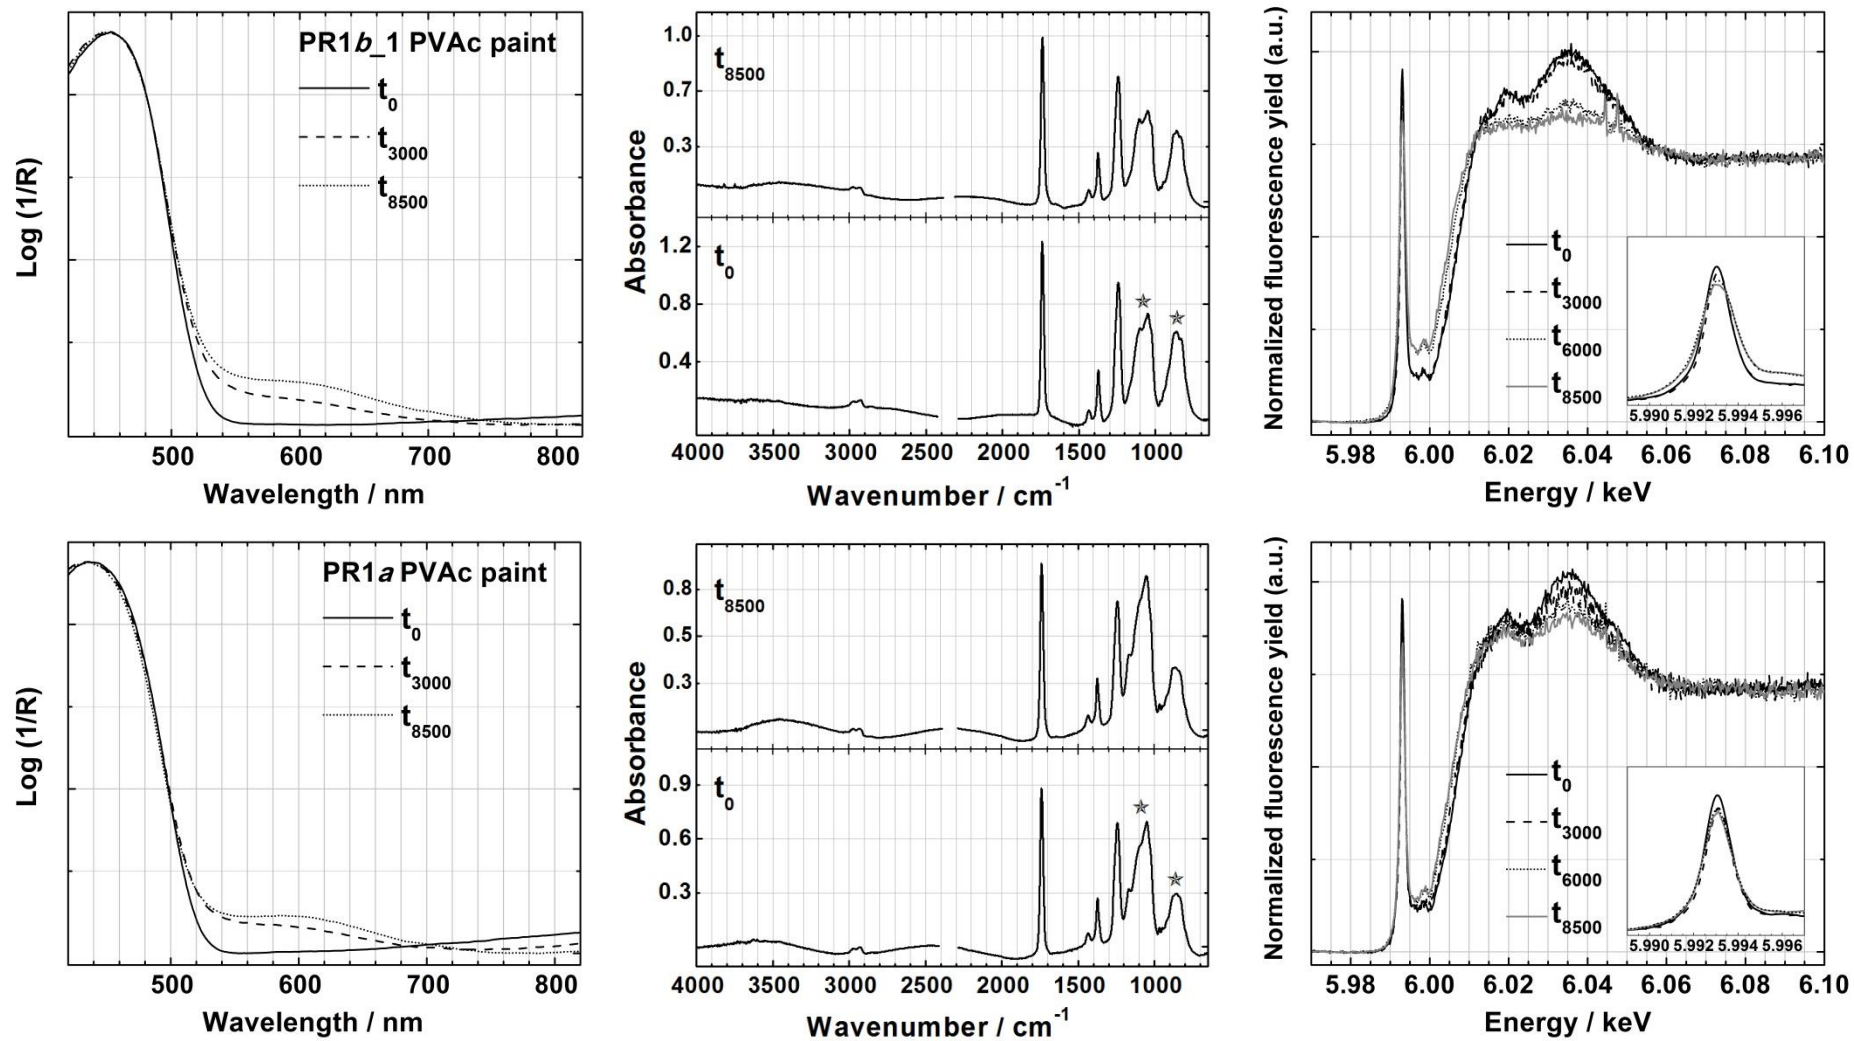 PR1b_1 PVAc paint
t0
t3000
t8500
Log (1/R)
500 600 700 800
Wavelength / nm
t8500
1.0
0.7
0.3
t0
1.2
0.8
0.4
Absorbance
4000 3500 3000 2500 2000 1500 1000
Wavenumber / cm-1
Normalized fluorescence yield (a.u.)
t0
t3000
t6000
t8500
5.990 5.992 5.994 5.996
5.98 6.00 6.02 6.04 6.06 6.08 6.10
Energy / keV
PR1a PVAc paint
t0
t3000
t8500
Log (1/R)
500 600 700 800
Wavelength / nm
t8500
0.8
0.5
0.3
t0
0.9
0.6
0.3
Absorbance
4000 3500 3000 2500 2000 1500 1000
Wavenumber / cm-1
Normalized fluorescence yield (a.u.)
t0
t3000
t6000
t8500
5.990 5.992 5.994 5.996
5.98 6.00 6.02 6.04 6.06 6.08 6.10
Energy / keV